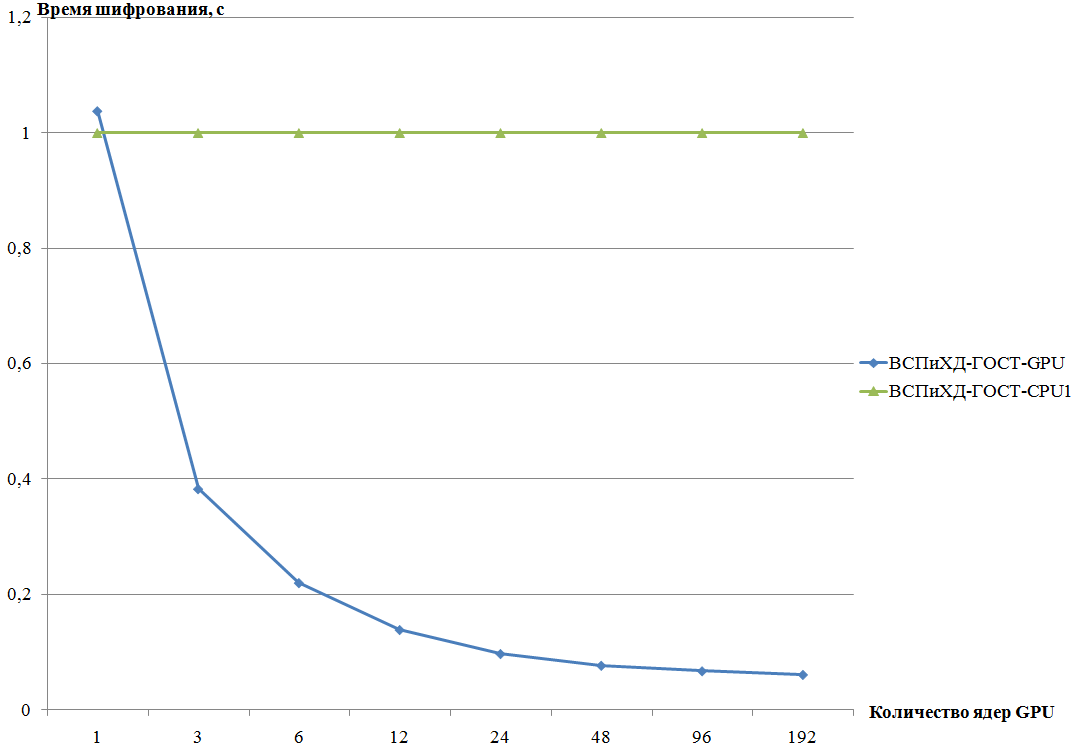 Время шифрования, с
1,2
1
0,8
0,6
0,4
0,2
0
1 3 6 12 24 48 96 192
Количество ядер GPU
ВСПиХД-ГОСТ-GPU
ВСПиХД-ГОСТ-CPU1